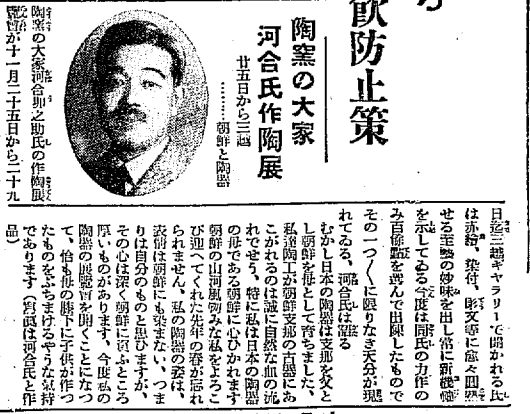 飮防止策
陶窯の大家
河合氏作陶展
廿五日から三越
………朝鮮と陶器
陶窯の大家河合卯之助氏の作陶展
覽會が十一月二十五日から二十九
日迄三越ギャラリーで開かれる氏
は赤繪、染付、彫文等に愈々圓熟
せる至藝の妙味を出し常に新機軸
を示してゐる今度は同氏の力作の
み百餘點を選んで出陳したもので
その一つ〳〵に限りなき天分が現
れてゐる、河合氏は語る
むかし日本の陶器は支那を父と
し朝鮮を母として育ちました、
私達陶工が朝鮮支那の古器にあ
こがれるのは誠に自然な血の流
れでせう。特に私は日本の陶器
の母である朝鮮に心ひかれます
朝鮮の山河風物みな私をよろこ
び迎へてくれた往年の春が忘れ
られません、私の陶器の姿は、
表情は朝鮮にも染まない、つま
りは自分のものと思ひますが、
その心は深く朝鮮に負ふところ
厚いものがあります、今度私の
陶器の展覽會を開くことになつ
て、恰も母の膝下に子供が作つ
たものをぶちまけるやうな氣持
であります（寫眞は河合氏と作
品）